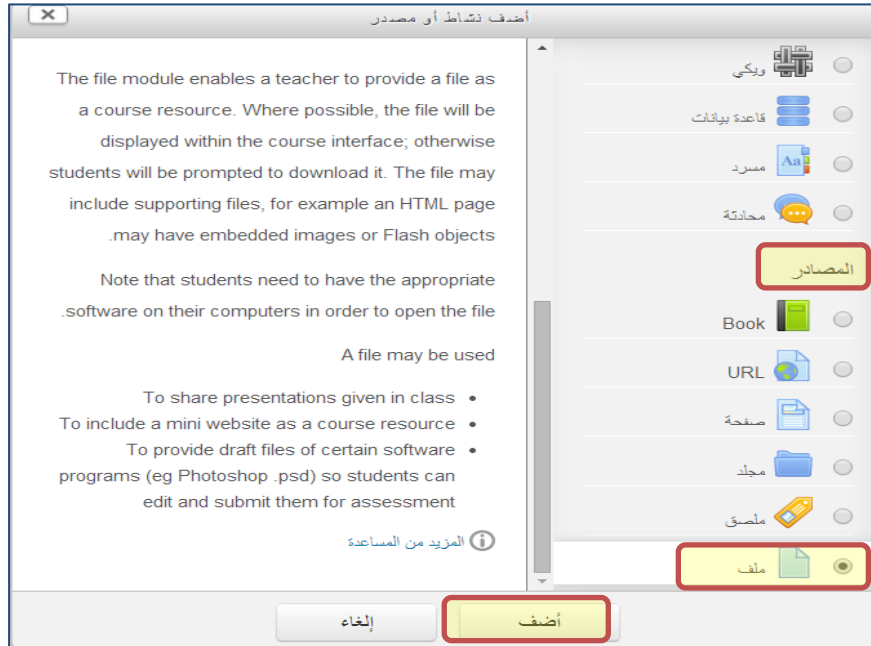 أضف نشاط أو مصدر
ويكي
قاعدة بيانات
مسرد
محادثة
المصادر
Book
URL
صفحة
مجلد
ملصق
ملف
The file module enables a teacher to provide a file as
a course resource. Where possible, the file will be
displayed within the course interface; otherwise
students will be prompted to download it. The file may
include supporting files, for example an HTML page
.may have embedded images or Flash objects
Note that students need to have the appropriate
.software on their computers in order to open the file
A file may be used
To share presentations given in class •
To include a mini website as a course resource •
To provide draft files of certain software •
programs (eg Photoshop .psd) so students can
edit and submit them for assessment
المزيد من المساعدة
أضف
إلغاء